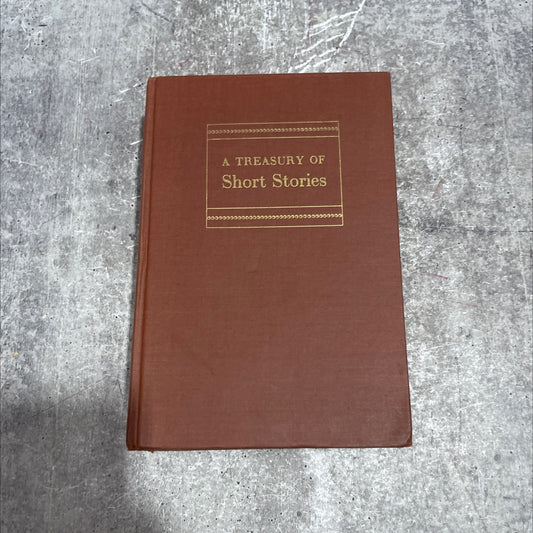 A TREASURY OF
Short Stories